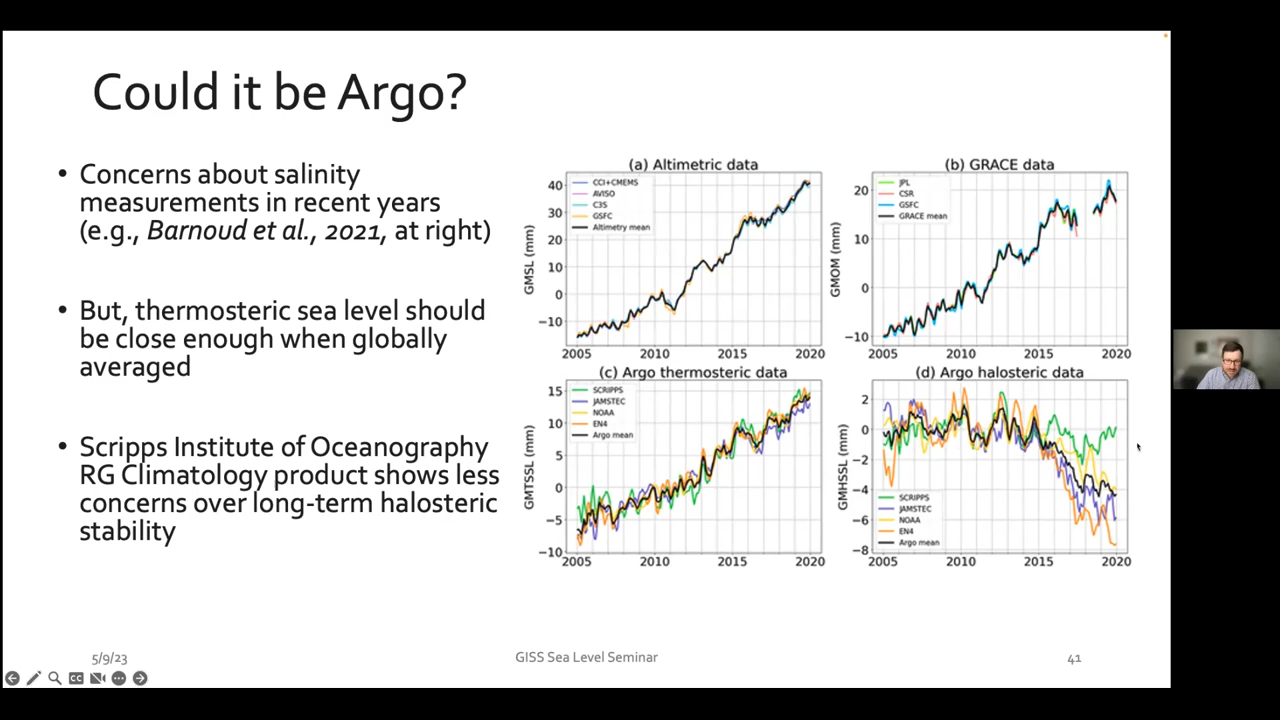 Could it be Argo?
• Concerns about salinity
measurements in recent years
(e.g., Barnoud et al., 2021, at right)
• But, thermosteric sea level should
be close enough when globally
averaged
• Scripps Institute of Oceanography
RG Climatology product shows less
concerns over long-term halosteric
stability
(a) Altimetric data
GMSL (mm)
40
30
20
10
0
−10
CCI+CMEMS
AVISO
C3S
GSFC
Altimetry mean
2005 2010 2015 2020
(b) GRACE data
GMOM (mm)
20
10
0
−10
JPL
CSR
GSFC
GRACE mean
2005 2010 2015 2020
(c) Argo thermosteric data
GMTSSL (mm)
15
10
5
0
−5
−10
SCRIPPS
JAMSTEC
NOAA
EN4
Argo mean
2005 2010 2015 2020
(d) Argo halosteric data
GMHSSL (mm)
2
0
−2
−4
−6
−8
SCRIPPS
JAMSTEC
NOAA
EN4
Argo mean
2005 2010 2015 2020
5/9/23
GISS Sea Level Seminar
41
CC